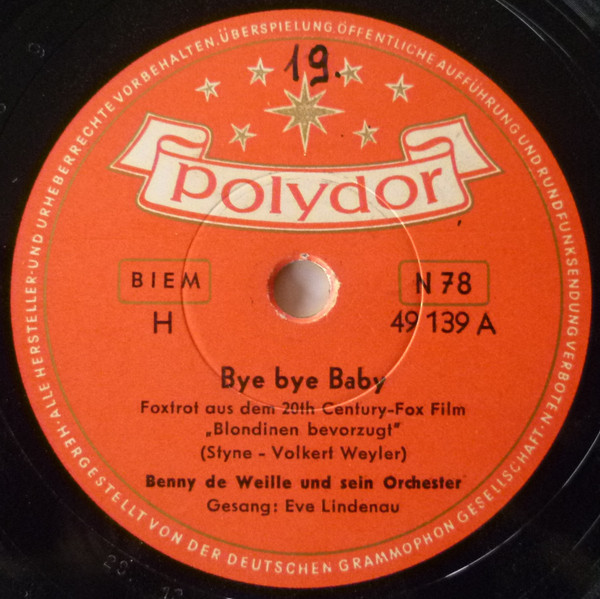 19.
polydor
BIEM
N 78
H
49 139 A
Bye bye Baby
Foxtrot aus dem 20th Century-Fox Film
„Blondinen bevorzugt"
(Styne - Volkert Weyler)
Benny de Weille und sein Orchester
Gesang: Eve Lindenau
·ALLE HERSTELLER-UND URHEBERRECHTE VORBEHALTEN. ÜBERSPIELUNG, ÖFFENTLICHE AUFFÜHRUNG UND RUNDFUNKSENDUNG VERBOTEN·
HERGESTELLT VON DER DEUTSCHEN GRAMMOPHON GESELLSCHAFT·